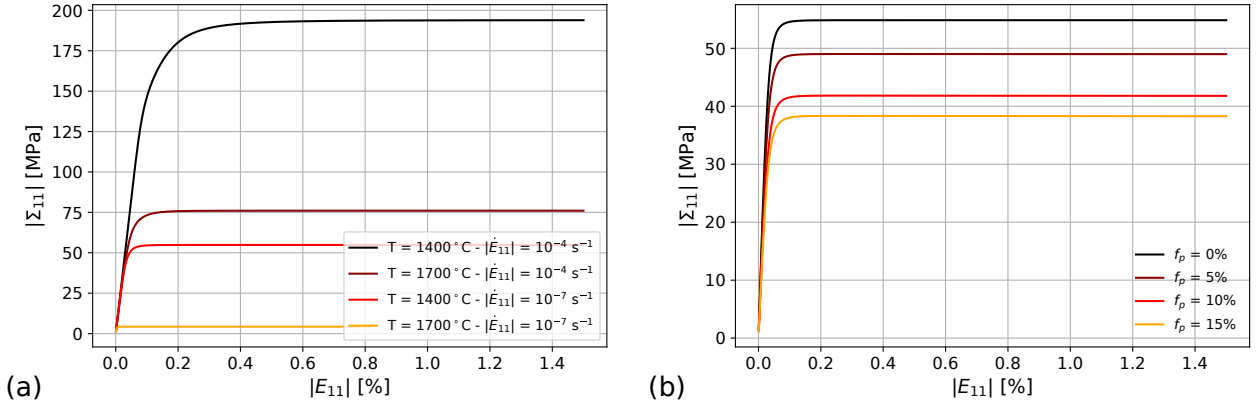 200
175
150
125
100
75
50
25
0
|Σ₁₁| [MPa]
0.0 0.2 0.4 0.6 0.8 1.0 1.2 1.4
|E₁₁| [%]
T = 1400°C - |Ė₁₁| = 10⁻⁴ s⁻¹
T = 1700°C - |Ė₁₁| = 10⁻⁴ s⁻¹
T = 1400°C - |Ė₁₁| = 10⁻⁷ s⁻¹
T = 1700°C - |Ė₁₁| = 10⁻⁷ s⁻¹
(a)
50
40
30
20
10
0
|Σ₁₁| [MPa]
0.0 0.2 0.4 0.6 0.8 1.0 1.2 1.4
|E₁₁| [%]
fₚ = 0%
fₚ = 5%
fₚ = 10%
fₚ = 15%
(b)